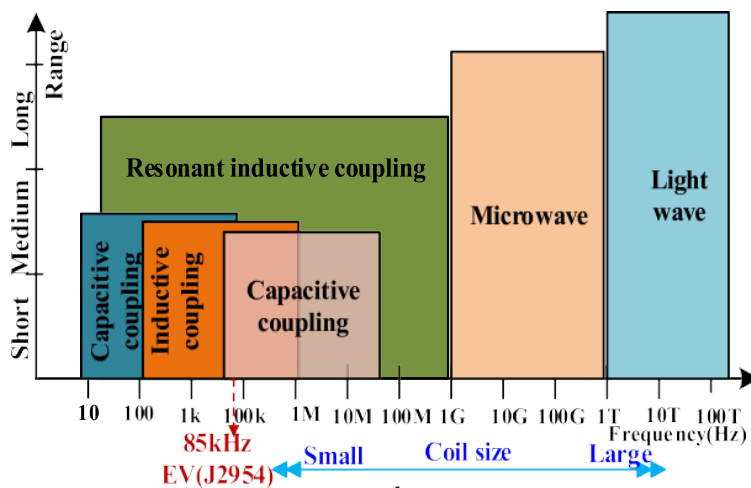 Range
Long
Medium
Short
Resonant inductive coupling
Capacitive
coupling
Inductive
coupling
Capacitive
coupling
Microwave
Light
wave
10
100
1k
100k
1M
10M
100M
1G
10G
100G
1T
10T
100T
Frequency(Hz)
85kHz
EV(J2954)
Small
Coil size
Large